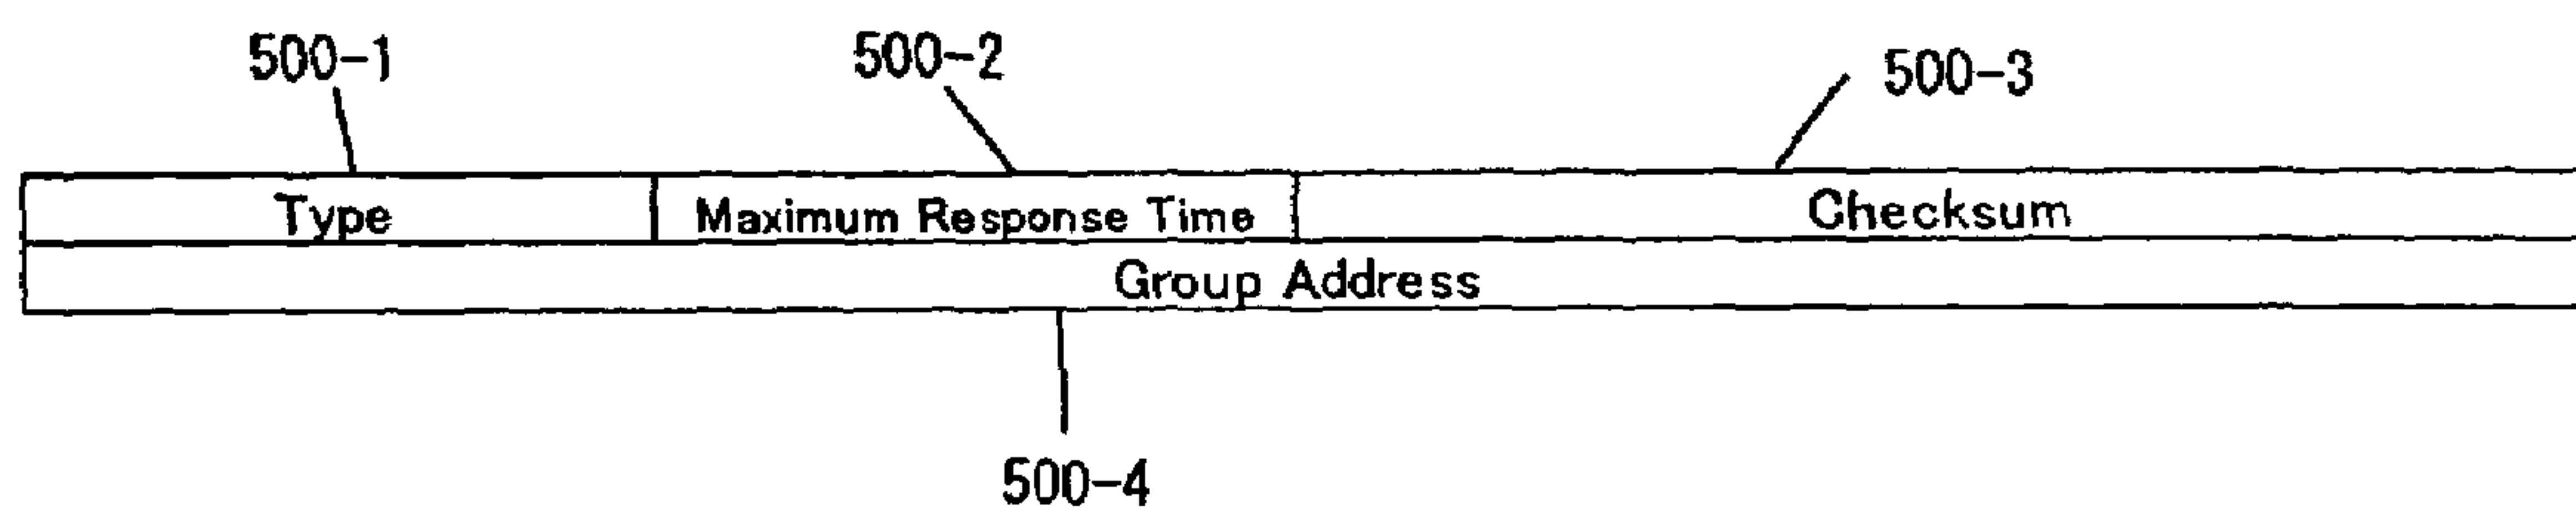 500-1 500-2 500-3
Type Maximum Response Time Checksum
Group Address
500-4